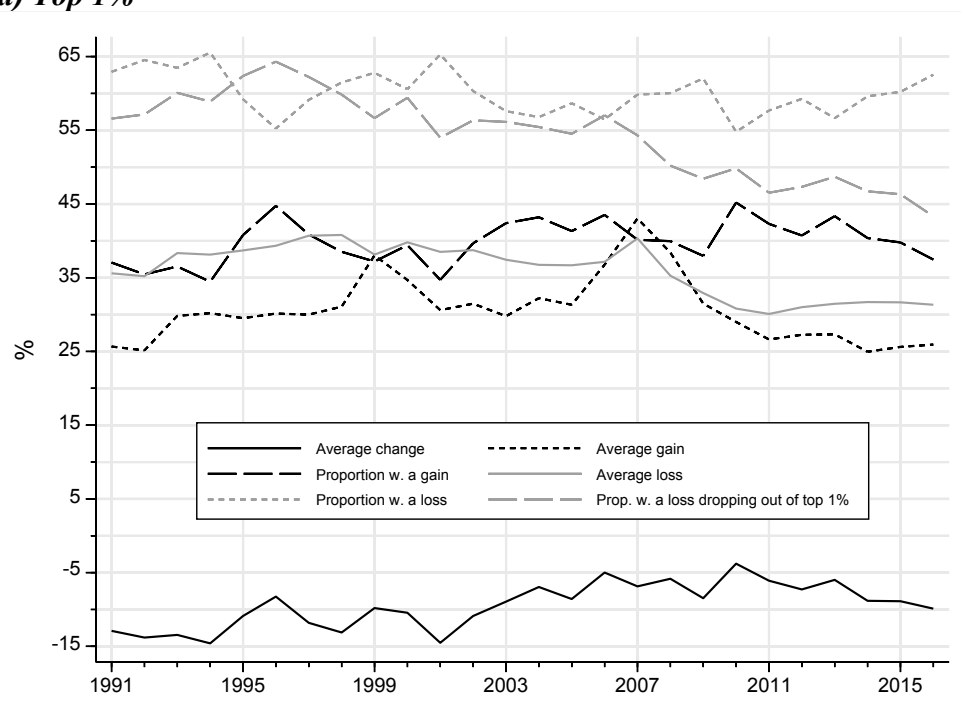 a) Top 1%
65
55
45
35
25
15
5
-5
-15
%
Average change
Average gain
Proportion w. a gain
Average loss
Proportion w. a loss
Prop. w. a loss dropping out of top 1%
1991 1995 1999 2003 2007 2011 2015